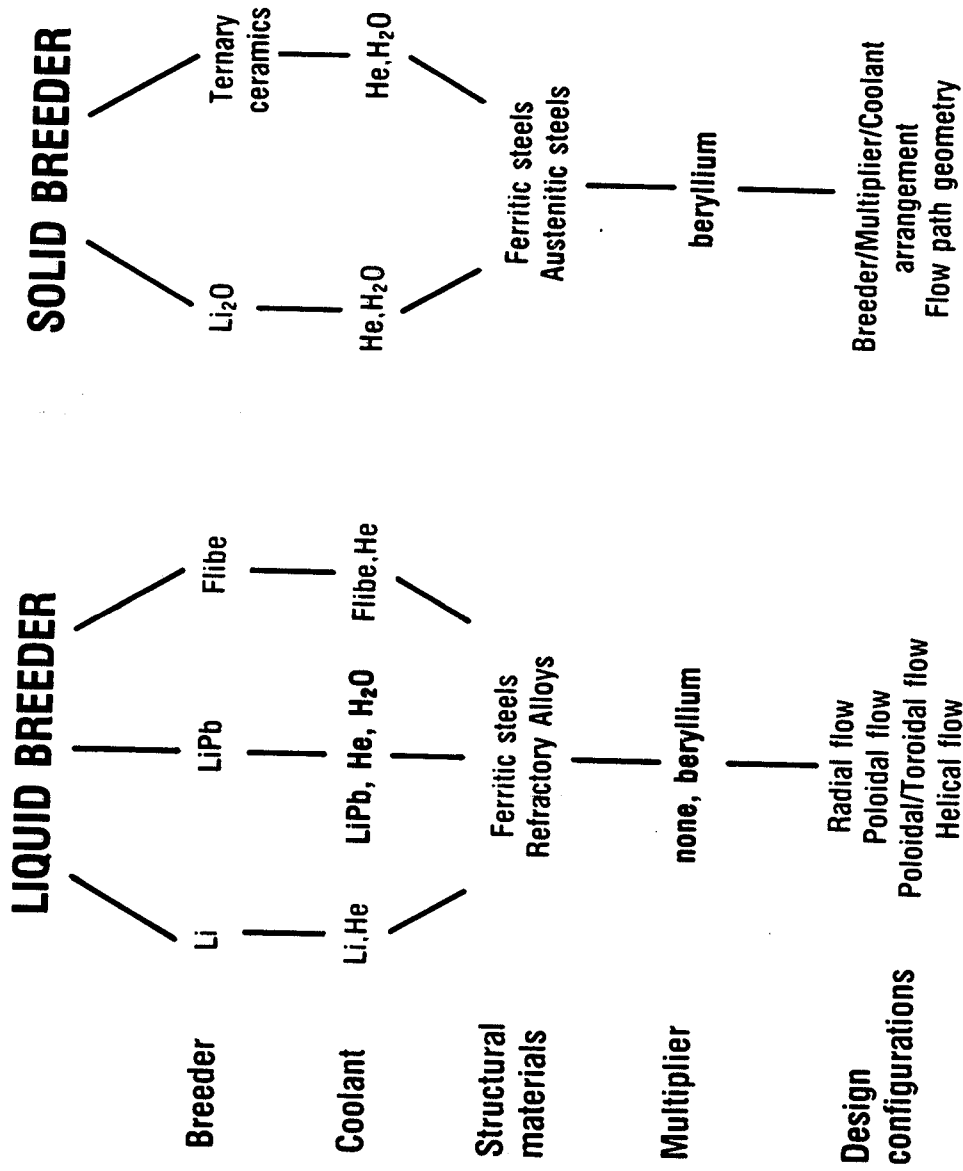 LIQUID BREEDER
SOLID BREEDER
Breeder
Li
LiPb
Flibe
Li₂O
Ternary
ceramics
Coolant
Li,He
LiPb, He, H₂O
Flibe,He
He,H₂O
He,H₂O
Structural
materials
Ferritic steels
Refractory Alloys
Ferritic steels
Austenitic steels
Multiplier
none, beryllium
beryllium
Design
configurations
Radial flow
Poloidal flow
Poloidal/Toroidal flow
Helical flow
Breeder/Multiplier/Coolant
arrangement
Flow path geometry